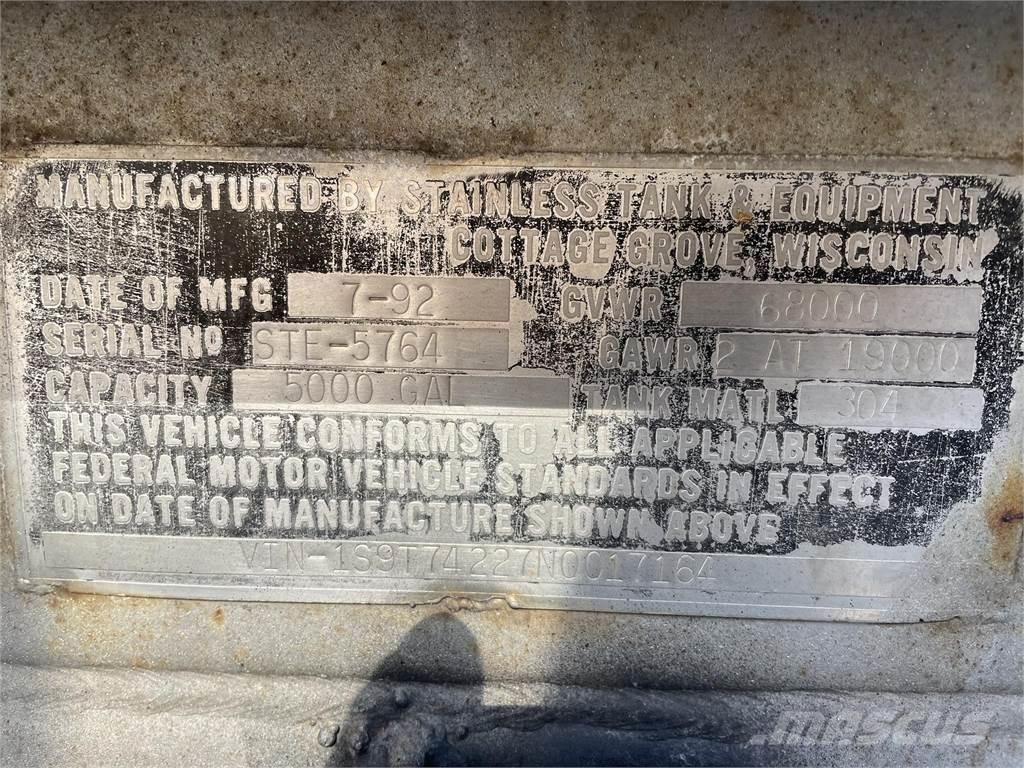 MANUFACTURED BY STAINLESS TANK & EQUIPMENT
COTTAGE GROVE, WISCONSIN
DATE OF MFG 7-92 GVWR 68000
SERIAL NO STE-5764 GAWR 2 AT 19000
CAPACITY 5000 GAL TANK MATL 304
THIS VEHICLE CONFORMS TO ALL APPLICABLE
FEDERAL MOTOR VEHICLE STANDARDS IN EFFECT
ON DATE OF MANUFACTURE SHOWN ABOVE
VIN-1S9T74227N0017164
mascus